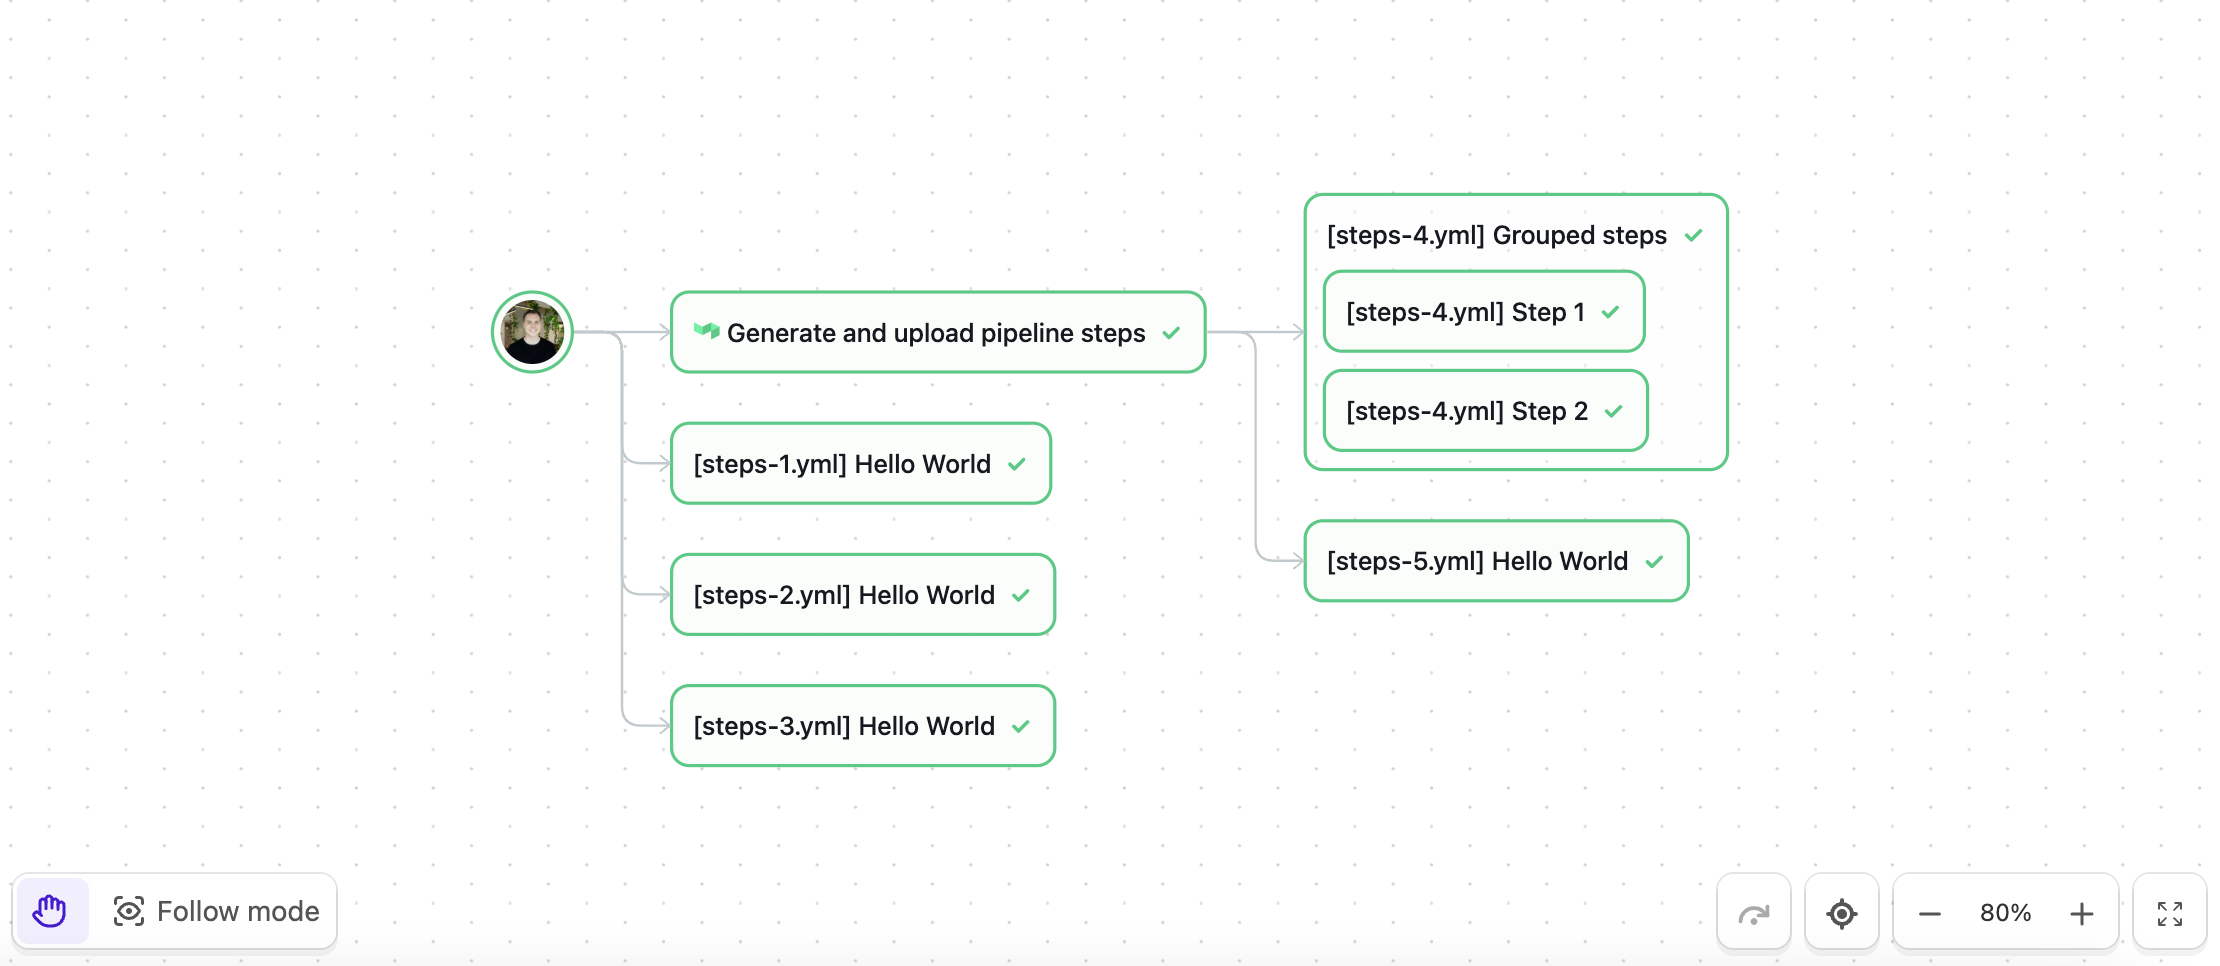 Generate and upload pipeline steps
[steps-1.yml] Hello World
[steps-2.yml] Hello World
[steps-3.yml] Hello World
[steps-4.yml] Grouped steps
[steps-4.yml] Step 1
[steps-4.yml] Step 2
[steps-5.yml] Hello World
Follow mode
80%